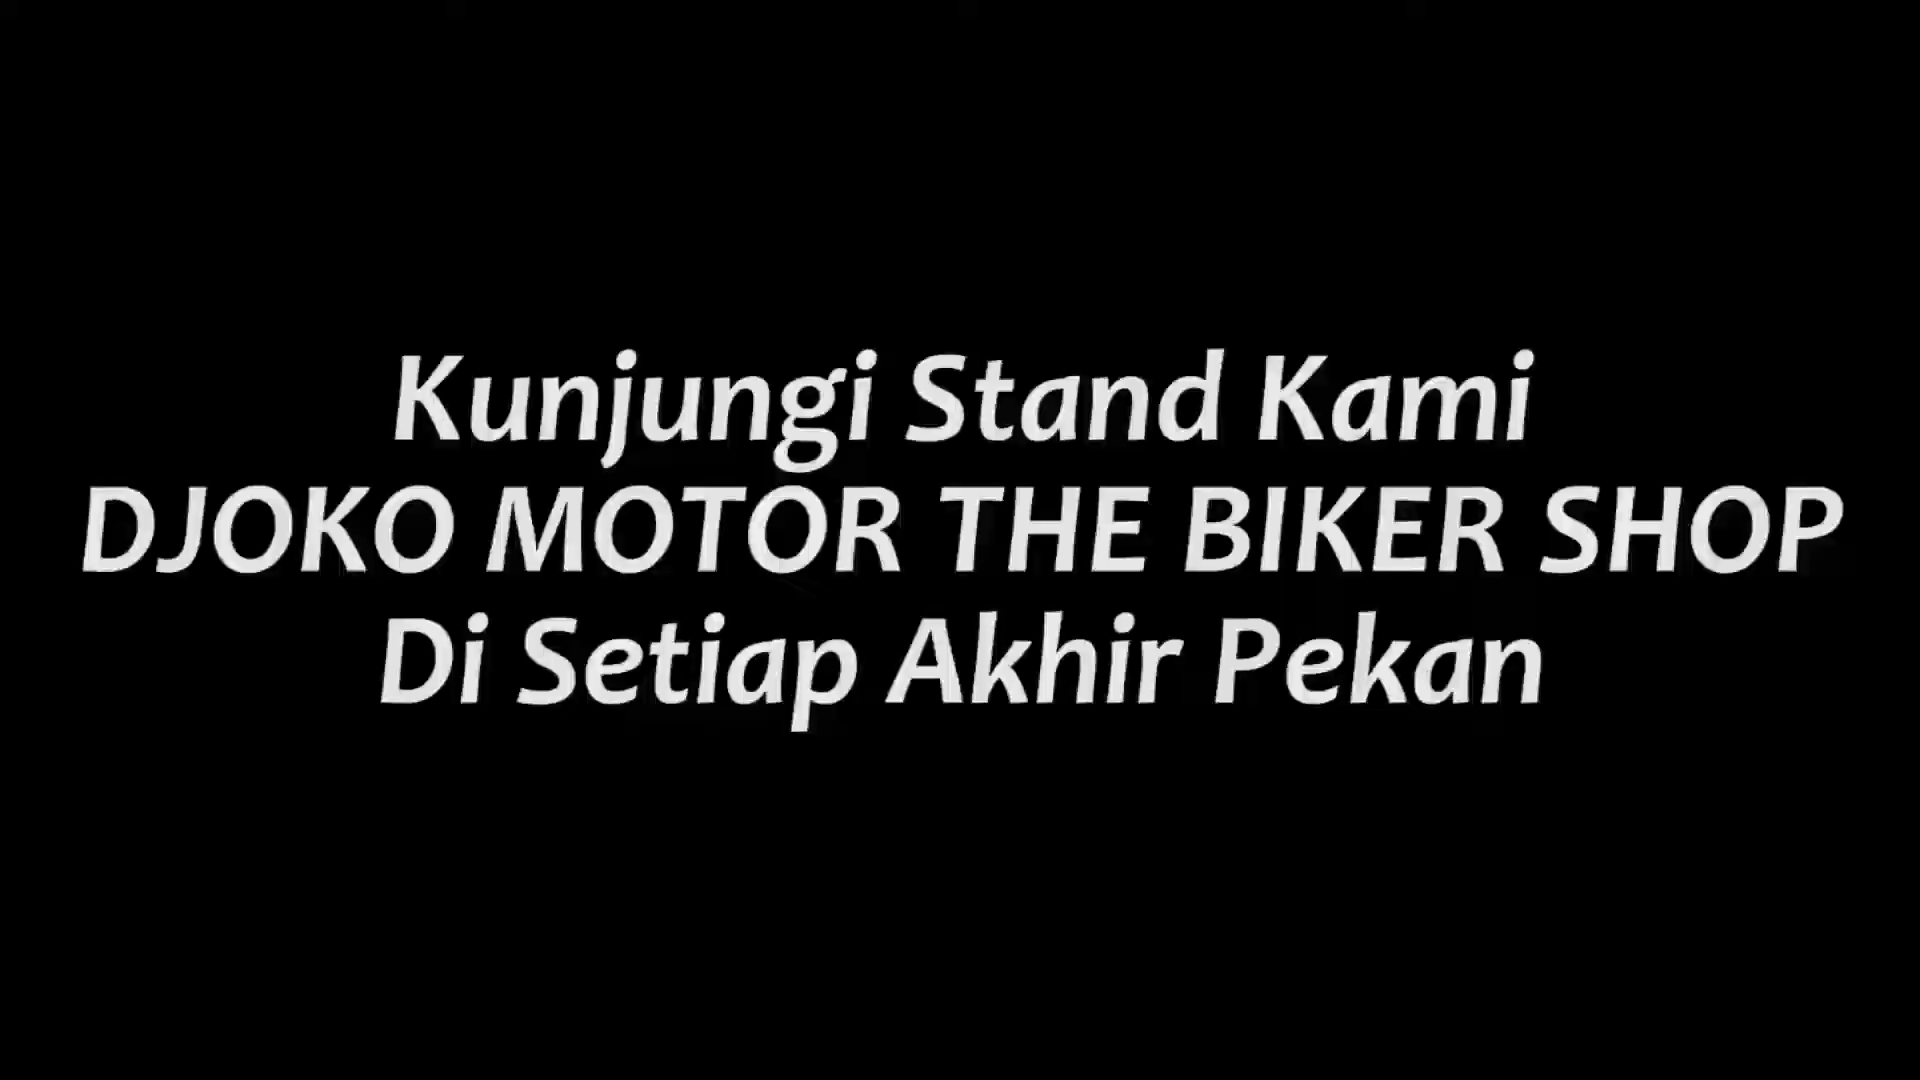 Kunjungi Stand Kami
DJOKO MOTOR THE BIKER SHOP
Di Setiap Akhir Pekan